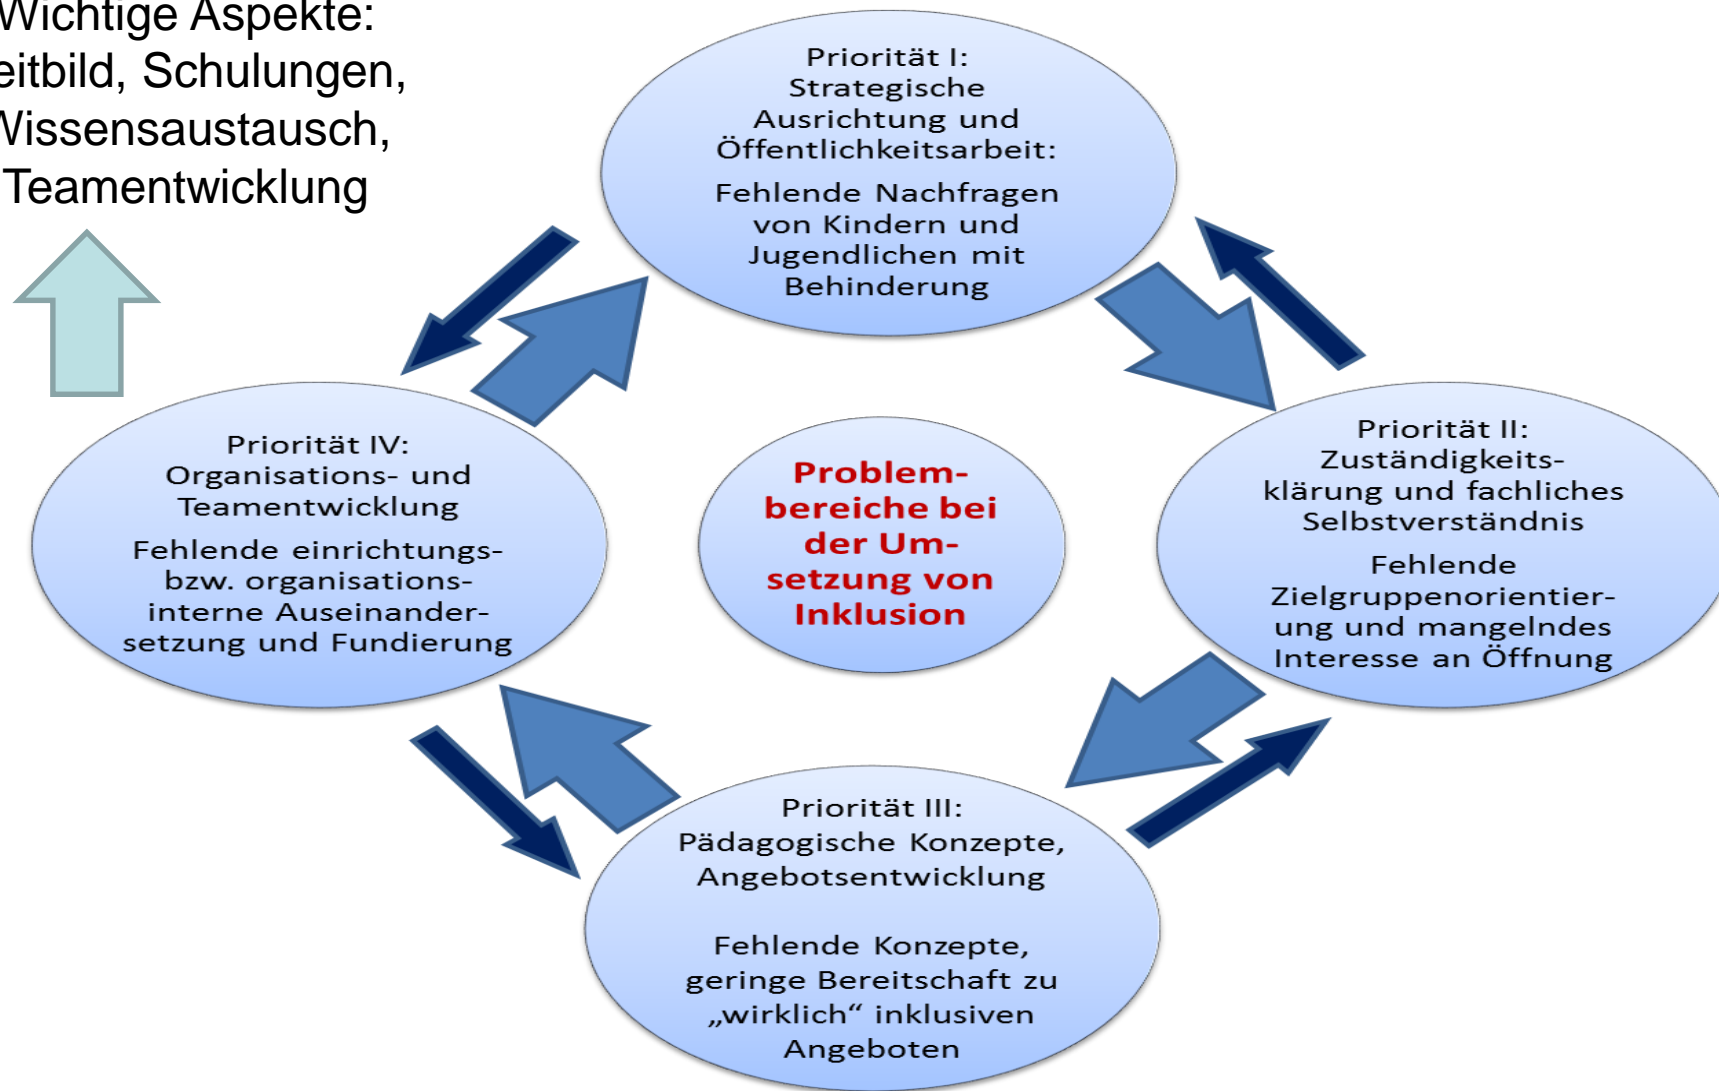 Wichtige Aspekte:
eitbild, Schulungen,
Wissensaustausch,
Teamentwicklung
Priorität I:
Strategische
Ausrichtung und
Öffentlichkeitsarbeit:
Fehlende Nachfragen
von Kindern und
Jugendlichen mit
Behinderung
Priorität IV:
Organisations- und
Teamentwicklung
Fehlende einrichtungs-
bzw. organisations-
interne Auseinander-
setzung und Fundierung
Problem-
bereiche bei
der Um-
setzung von
Inklusion
Priorität II:
Zuständigkeits-
klärung und fachliches
Selbstverständnis
Fehlende
Zielgruppenorientier-
ung und mangelndes
Interesse an Öffnung
Priorität III:
Pädagogische Konzepte,
Angebotsentwicklung
Fehlende Konzepte,
geringe Bereitschaft zu
„wirklich“ inklusiven
Angeboten